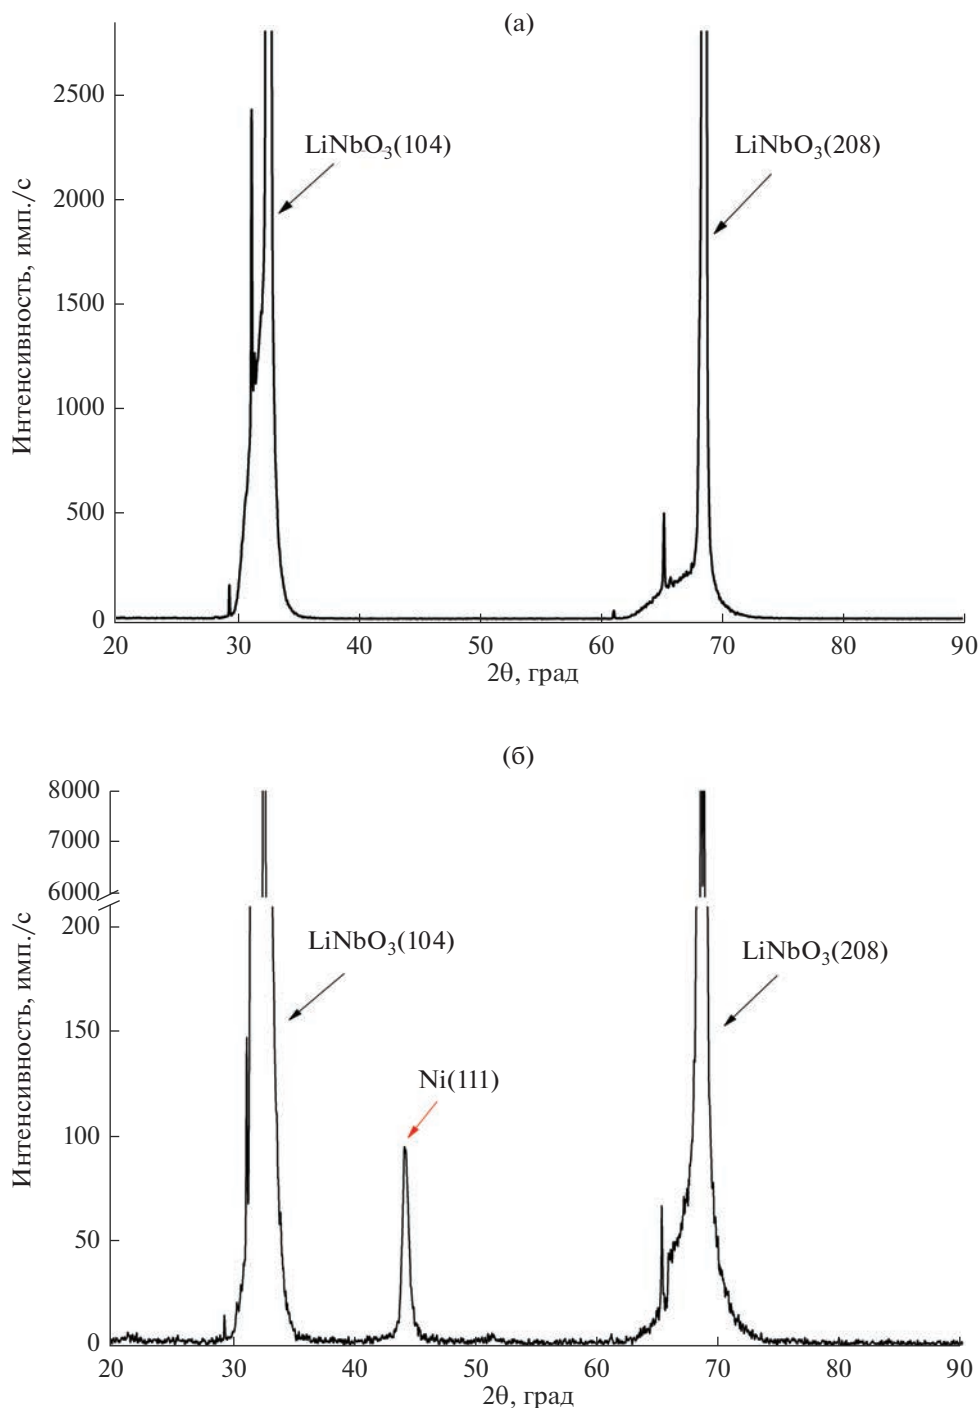 (а)
Интенсивность, имп./с
2500
2000
1500
1000
500
0
LiNbO₃(104)
LiNbO₃(208)
20 30 40 50 60 70 80 90
2θ, град
(б)
Интенсивность, имп./с
8000
7000
6000
200
150
100
50
0
LiNbO₃(104)
LiNbO₃(208)
Ni(111)
20 30 40 50 60 70 80 90
2θ, град